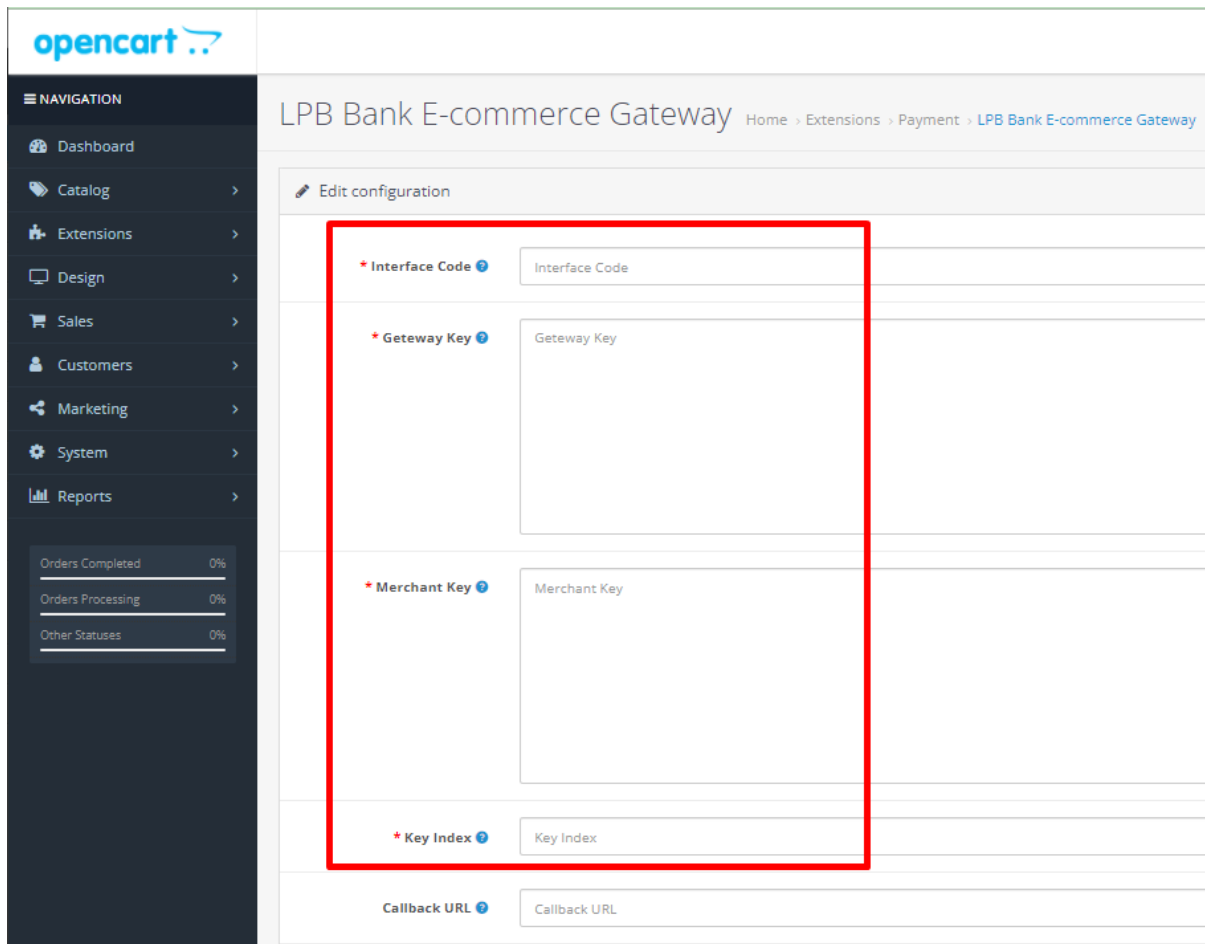 opencart
NAVIGATION
LPB Bank E-commerce Gateway Home › Extensions › Payment › LPB Bank E-commerce Gateway
Dashboard
Catalog
Extensions
Design
Sales
Customers
Marketing
System
Reports
Orders Completed 0%
Orders Processing 0%
Other Statuses 0%
Edit configuration
* Interface Code ? Interface Code
* Geteway Key ? Geteway Key
* Merchant Key ? Merchant Key
* Key Index ? Key Index
Callback URL ? Callback URL